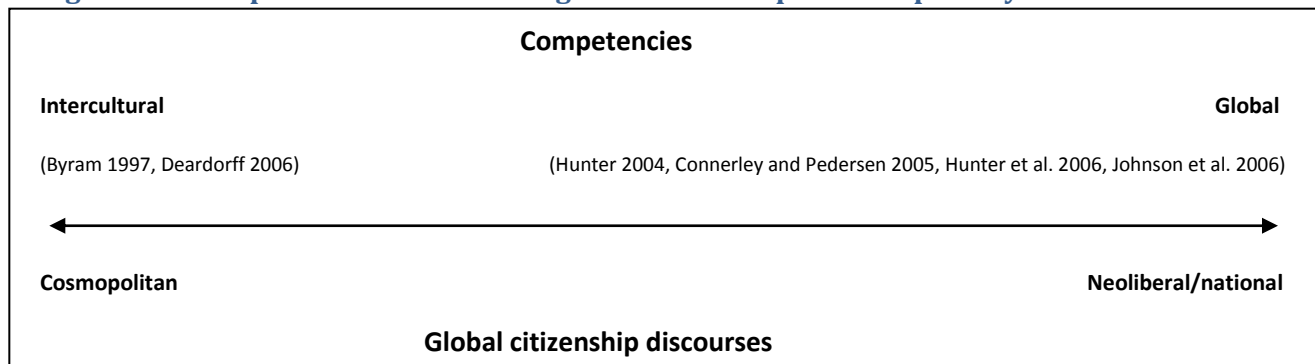 Competencies
Intercultural Global
(Byram 1997, Deardorff 2006) (Hunter 2004, Connerley and Pedersen 2005, Hunter et al. 2006, Johnson et al. 2006)
Cosmopolitan Neoliberal/national
Global citizenship discourses